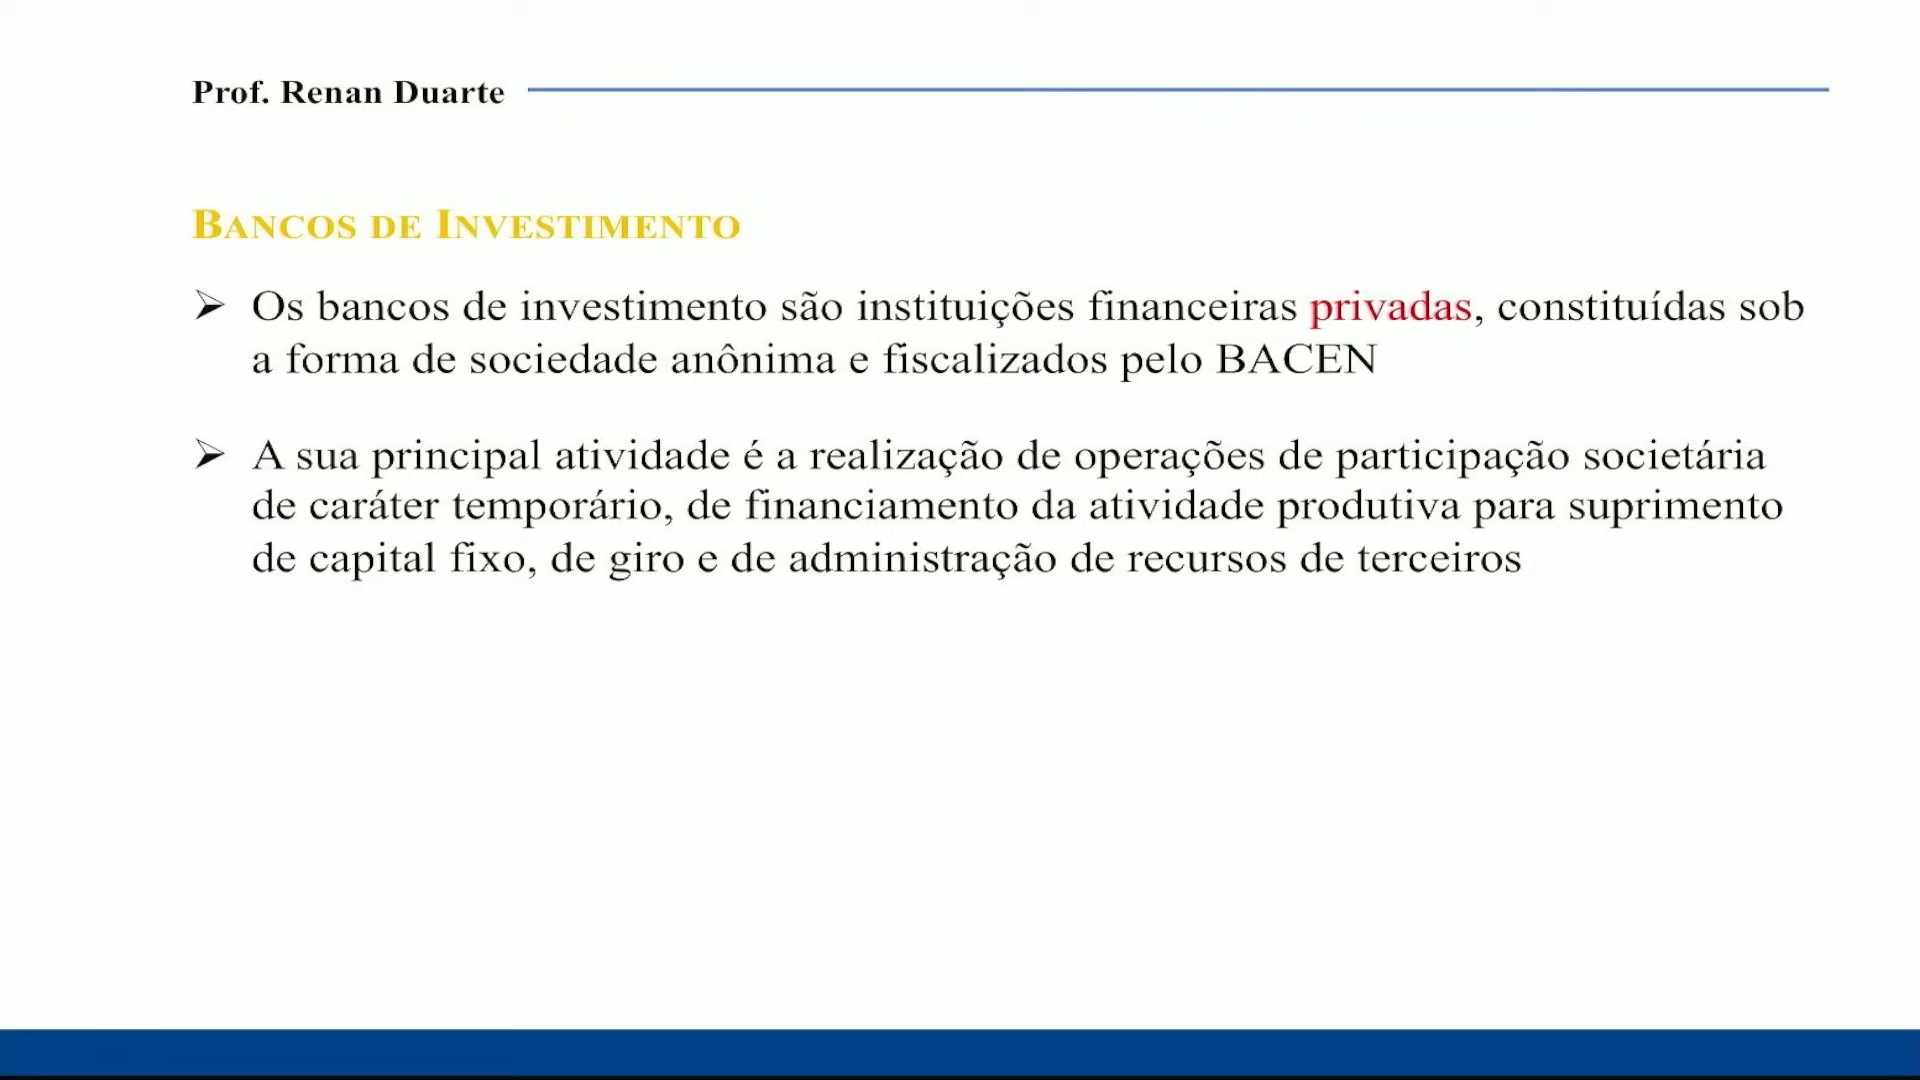 Prof. Renan Duarte
BANCOS DE INVESTIMENTO
➢ Os bancos de investimento são instituições financeiras privadas, constituídas sob
a forma de sociedade anônima e fiscalizados pelo BACEN
➢ A sua principal atividade é a realização de operações de participação societária
de caráter temporário, de financiamento da atividade produtiva para suprimento
de capital fixo, de giro e de administração de recursos de terceiros